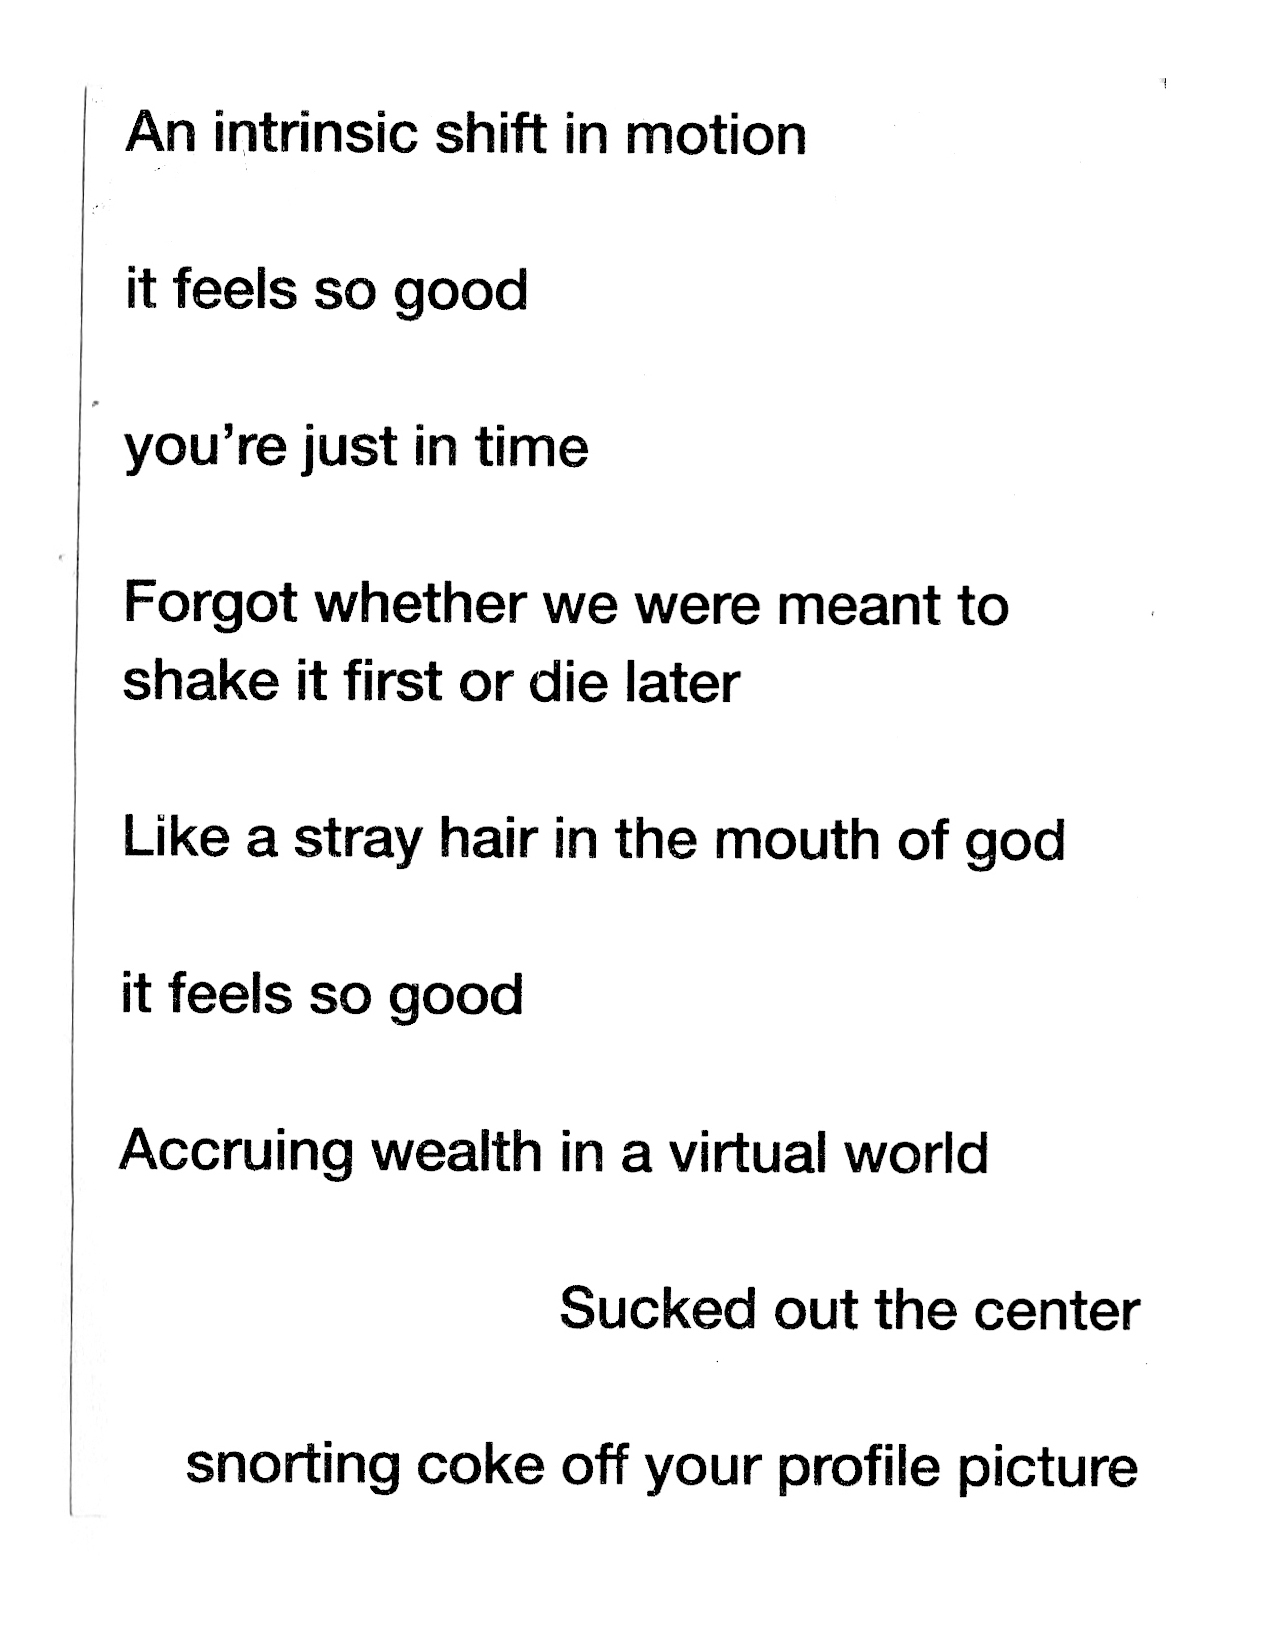 An intrinsic shift in motion
it feels so good
you’re just in time
Forgot whether we were meant to
shake it first or die later
Like a stray hair in the mouth of god
it feels so good
Accruing wealth in a virtual world
Sucked out the center
snorting coke off your profile picture